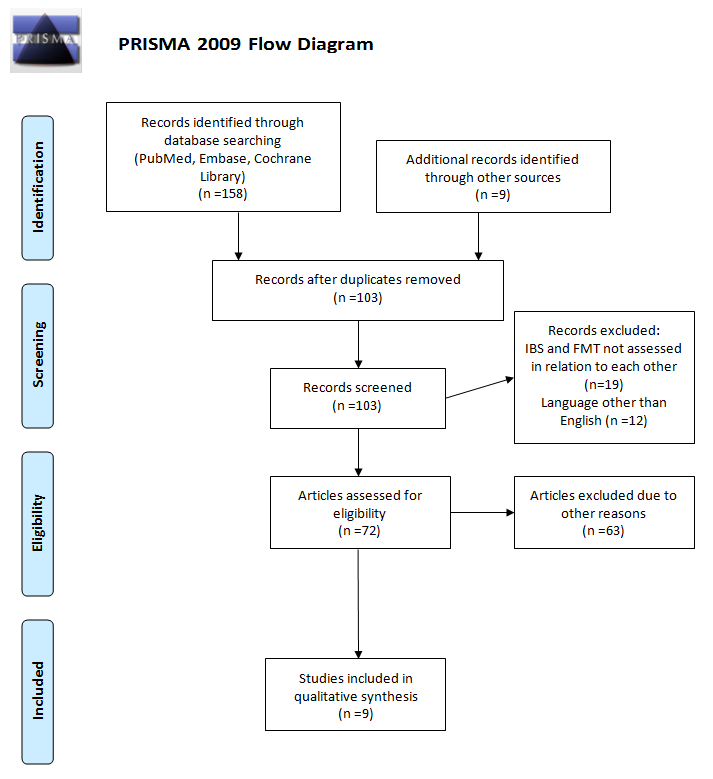 PRISMA
PRISMA 2009 Flow Diagram
Identification
Records identified through
database searching
(PubMed, Embase, Cochrane
Library)
(n =158)
Additional records identified
through other sources
(n =9)
Records after duplicates removed
(n =103)
Screening
Records screened
(n =103)
Records excluded:
IBS and FMT not assessed
in relation to each other
(n=19)
Language other than
English (n =12)
Eligibility
Articles assessed for
eligibility
(n =72)
Articles excluded due to
other reasons
(n =63)
Included
Studies included in
qualitative synthesis
(n =9)